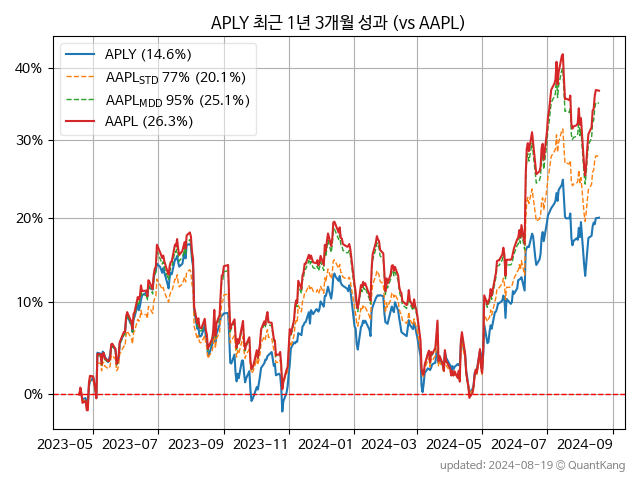 APLY 최근 1년 3개월 성과 (vs AAPL)
APLY (14.6%)
AAPL_STD 77% (20.1%)
AAPL_MDD 95% (25.1%)
AAPL (26.3%)
40%
30%
20%
10%
0%
2023-05 2023-07 2023-09 2023-11 2024-01 2024-03 2024-05 2024-07 2024-09
updated: 2024-08-19 © QuantKang